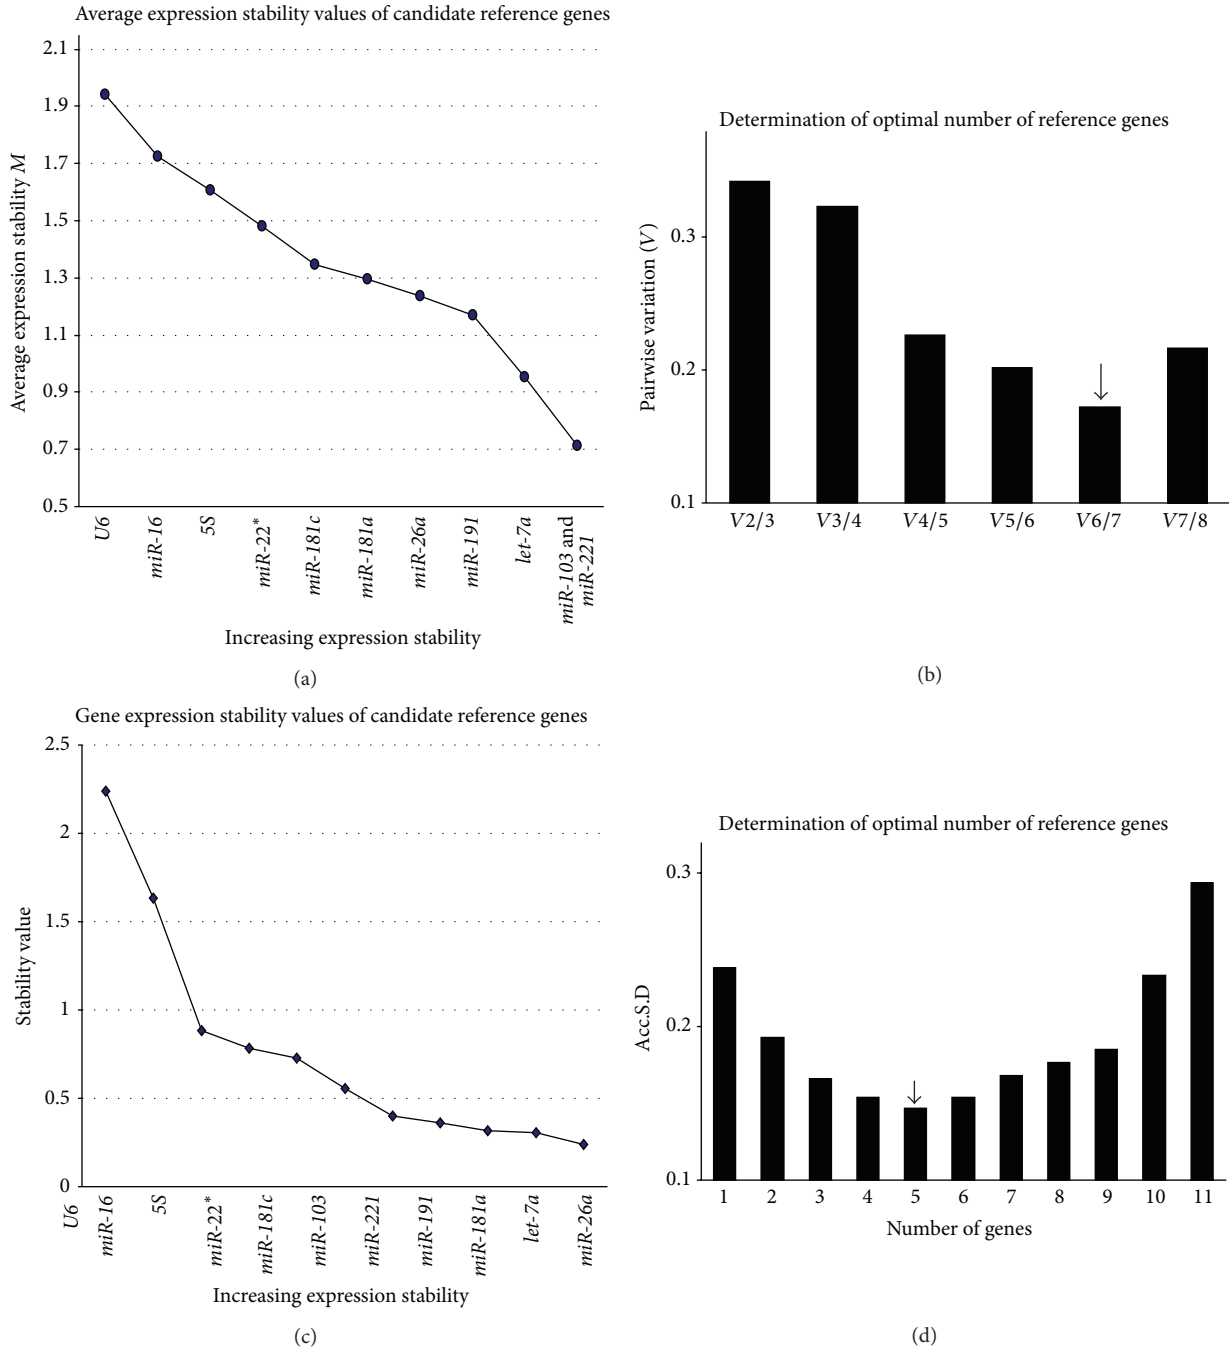 Average expression stability values of candidate reference genes
2.1
1.9
1.7
1.5
1.3
1.1
0.9
0.7
0.5
Average expression stability M
U6
miR-16
5S
miR-22*
miR-181c
miR-181a
miR-26a
miR-191
let-7a
miR-103 and
miR-221
Increasing expression stability
(a)
Determination of optimal number of reference genes
0.3
0.2
0.1
Pairwise variation (V)
V2/3 V3/4 V4/5 V5/6 V6/7 V7/8
(b)
Gene expression stability values of candidate reference genes
2.5
2
1.5
1
0.5
0
Stability value
U6
miR-16
5S
miR-22*
miR-181c
miR-103
miR-221
miR-191
miR-181a
let-7a
miR-26a
Increasing expression stability
(c)
Determination of optimal number of reference genes
0.3
0.2
0.1
Acc.S.D
1 2 3 4 5 6 7 8 9 10 11
Number of genes
(d)